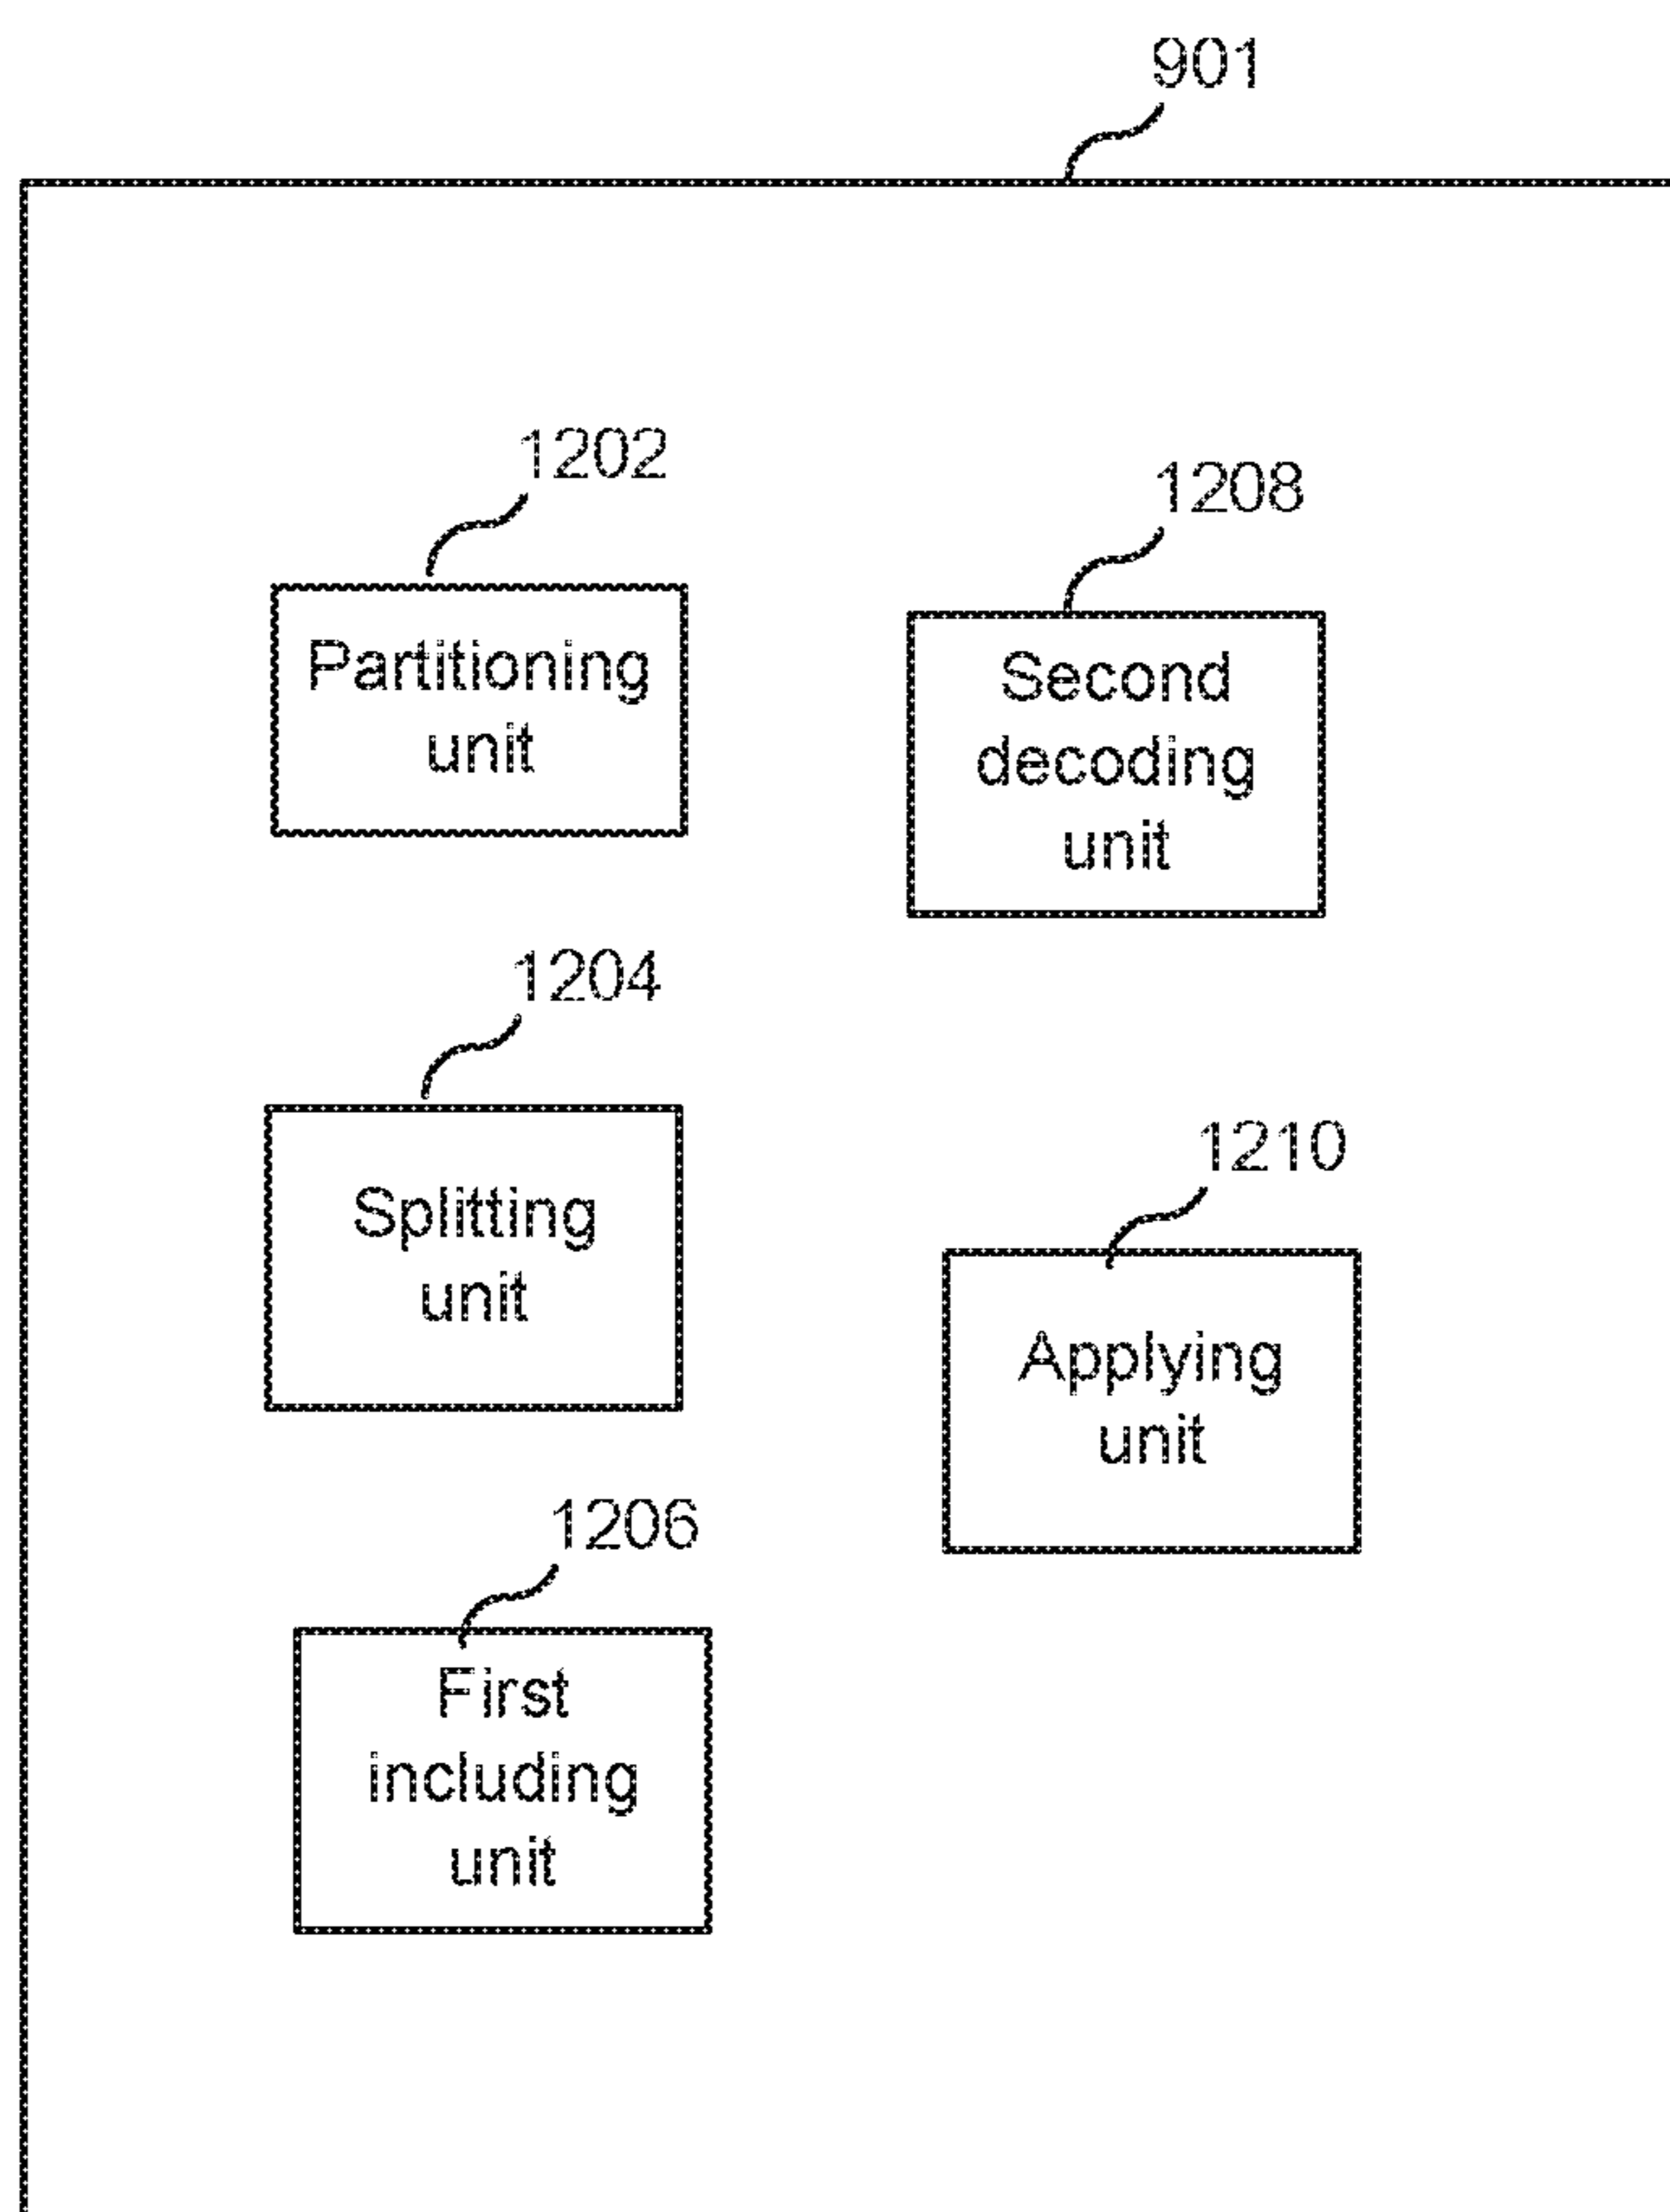 901
1202
Partitioning
unit
1208
Second
decoding
unit
1204
Splitting
unit
1210
Applying
unit
1206
First
including
unit